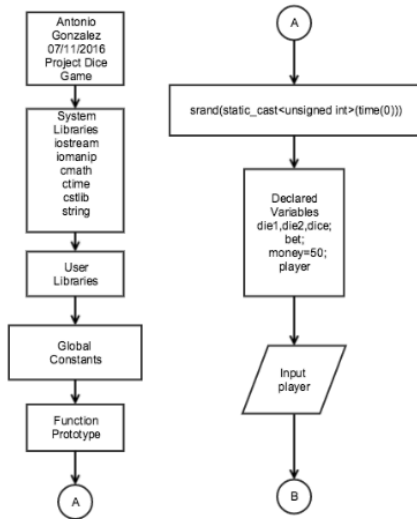 Antonio
Gonzalez
07/11/2016
Project Dice
Game
System
Libraries
iostream
iomanip
cmath
ctime
cstlib
string
User
Libraries
Global
Constants
Function
Prototype
A
A
srand(static_cast<unsigned int>(time(0)))
Declared
Variables
die1,die2,dice;
bet;
money=50;
player
Input
player
B